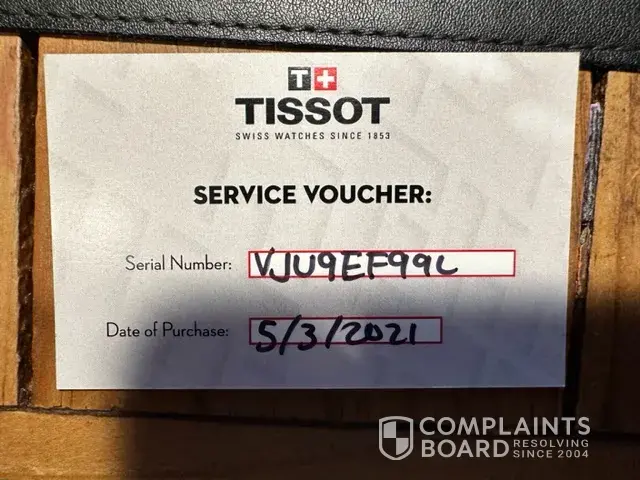 T+
TISSOT
SWISS WATCHES SINCE 1853
SERVICE VOUCHER:
Serial Number: VJU9EF99L
Date of Purchase: 5/3/2021
COMPLAINTS
BOARD RESOLVING
SINCE 2004